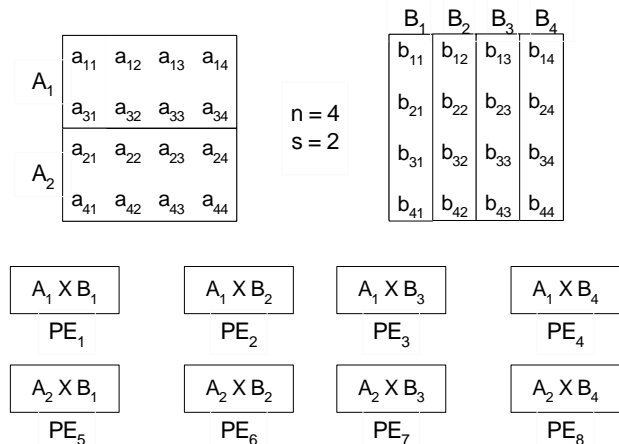 B₁ B₂ B₃ B₄
A₁
a₁₁ a₁₂ a₁₃ a₁₄
a₃₁ a₃₂ a₃₃ a₃₄
A₂
a₂₁ a₂₂ a₂₃ a₂₄
a₄₁ a₄₂ a₄₃ a₄₄
n = 4
s = 2
b₁₁ b₁₂ b₁₃ b₁₄
b₂₁ b₂₂ b₂₃ b₂₄
b₃₁ b₃₂ b₃₃ b₃₄
b₄₁ b₄₂ b₄₃ b₄₄
A₁ X B₁ A₁ X B₂ A₁ X B₃ A₁ X B₄
PE₁ PE₂ PE₃ PE₄
A₂ X B₁ A₂ X B₂ A₂ X B₃ A₂ X B₄
PE₅ PE₆ PE₇ PE₈